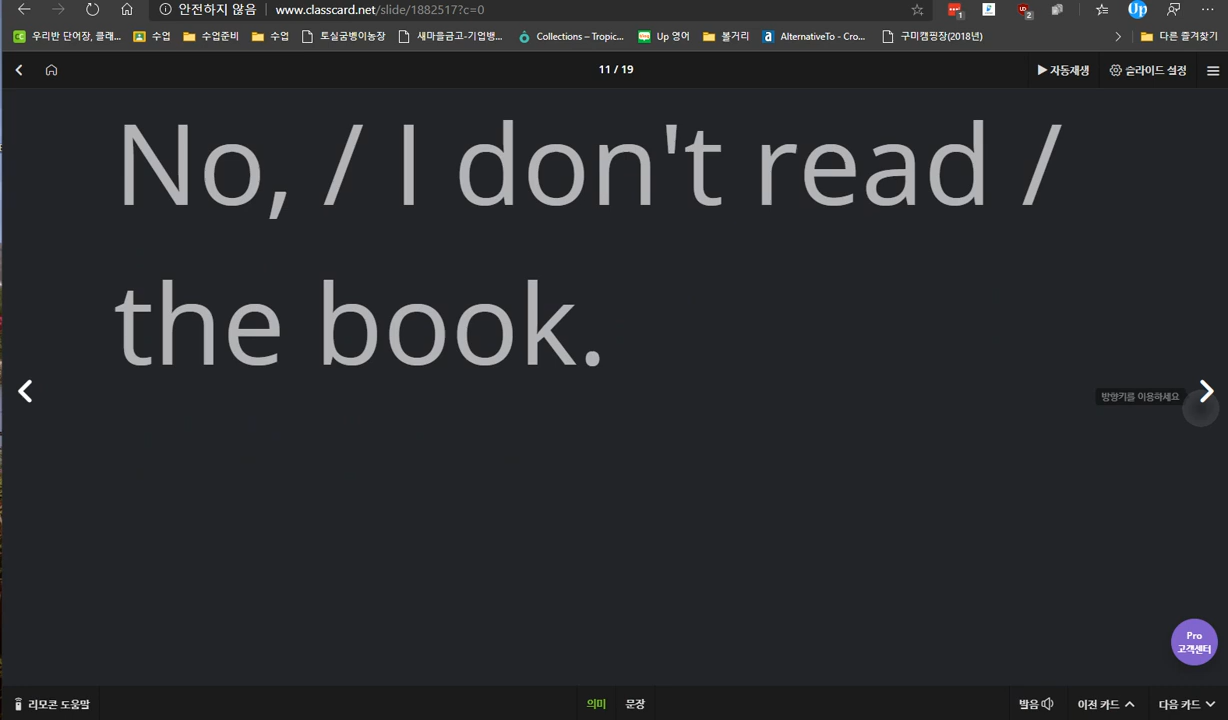 안전하지 않음 | www.classcard.net/slide/1882517?c=0
우리반 단어장, 클래... 수업 수업준비 수업 토실굼벵이농장 새마을금고-기업뱅... Collections – Tropic... Up 영어 볼거리 AlternativeTo - Cro... 구미캠핑장(2018년) 다른 즐겨찾기
11 / 19 자동재생 슬라이드 설정
No, / I don't read /
the book.
방향키를 이용하세요
Pro
고객센터
리모콘 도움말 의미 문장 발음 이전 카드 다음 카드